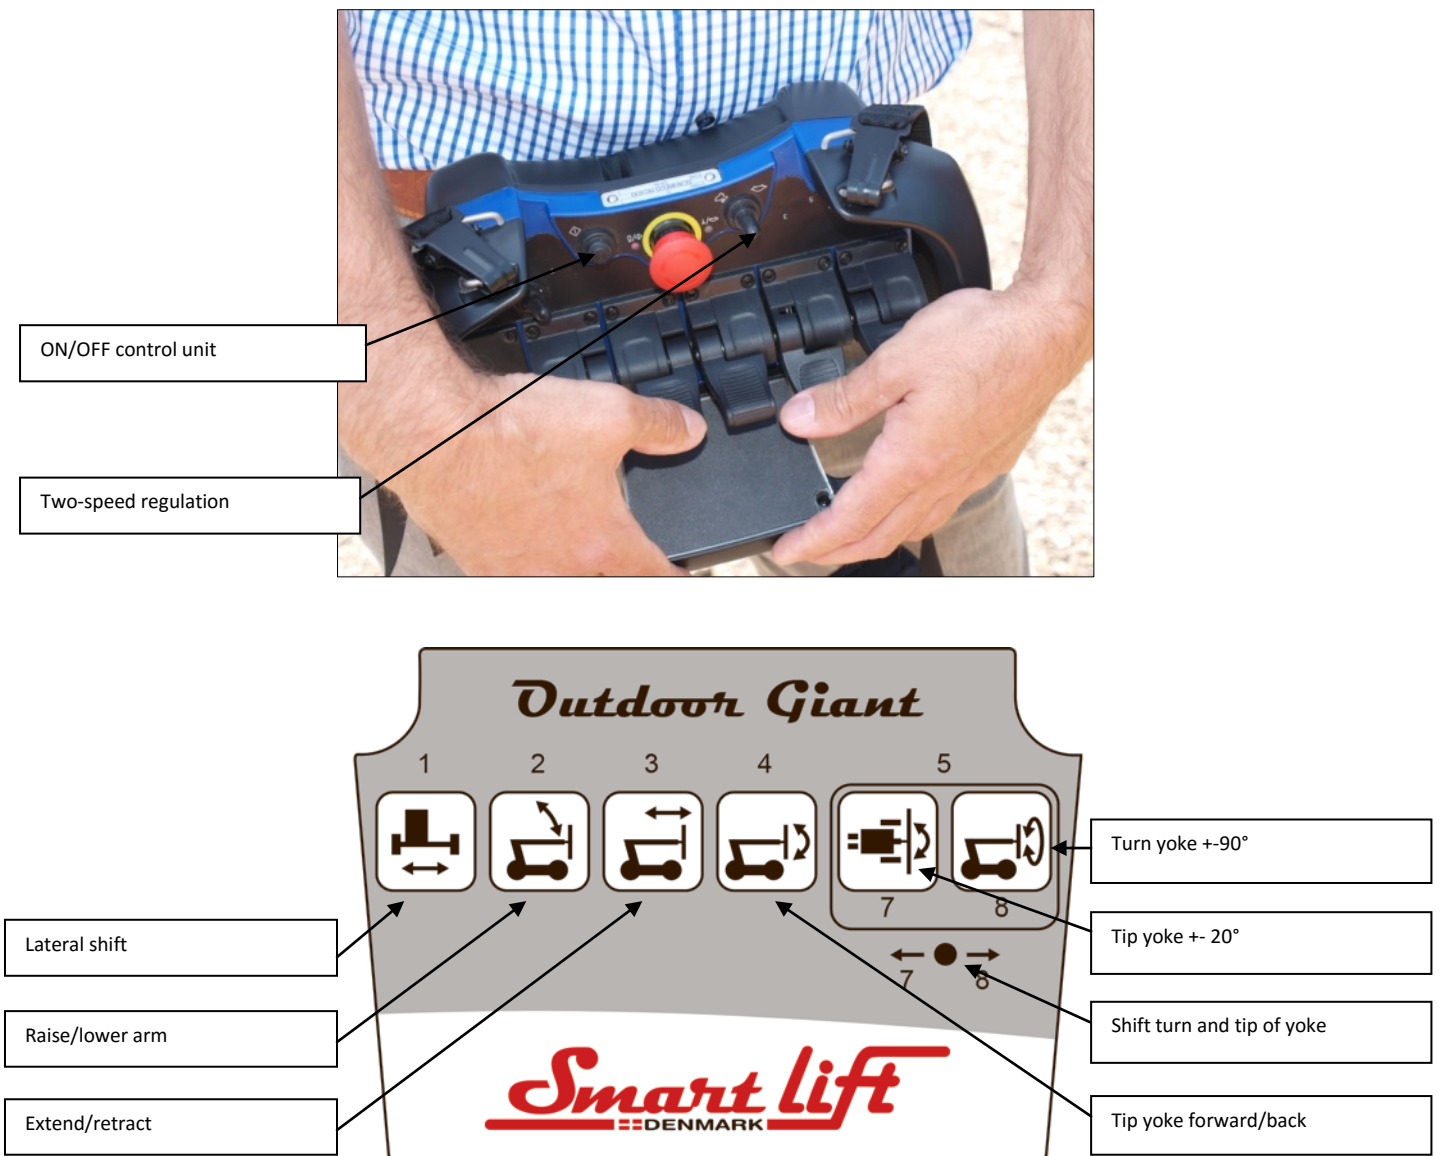 ON/OFF control unit
Two-speed regulation
Outdoor Giant
1 2 3 4 5
7 8
7 8
Turn yoke +-90°
Lateral shift
Tip yoke +- 20°
Raise/lower arm
Shift turn and tip of yoke
Smart lift
DENMARK
Extend/retract
Tip yoke forward/back